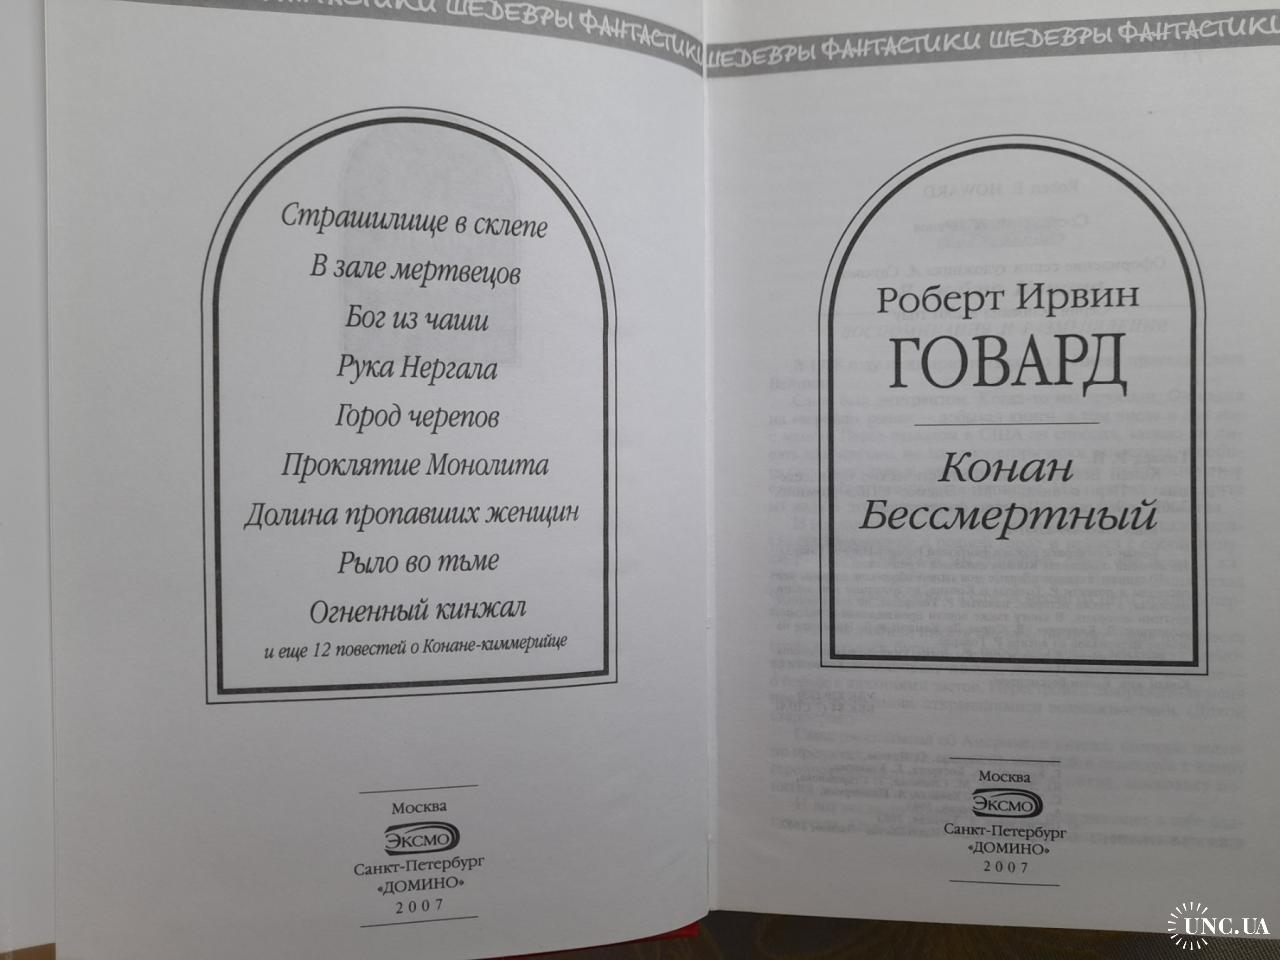 ФАНТАСТИКИ ШЕДЕВРЫ ФАНТАСТИКИ
Страшилище в склепе
В зале мертвецов
Бог из чаши
Рука Нергала
Город черепов
Проклятие Монолита
Долина пропавших женщин
Рыло во тьме
Огненный кинжал
и еще 12 повестей о Конане-киммерийце
Москва
ЭКСМО
Санкт-Петербург
«ДОМИНО»
2007
ШЕДЕВРЫ ФАНТАСТИКИ ШЕДЕВРЫ ФАНТАСТИКИ
Роберт Ирвин
ГОВАРД
Конан
Бессмертный
Москва
ЭКСМО
Санкт-Петербург
«ДОМИНО»
2007
UNC.UA